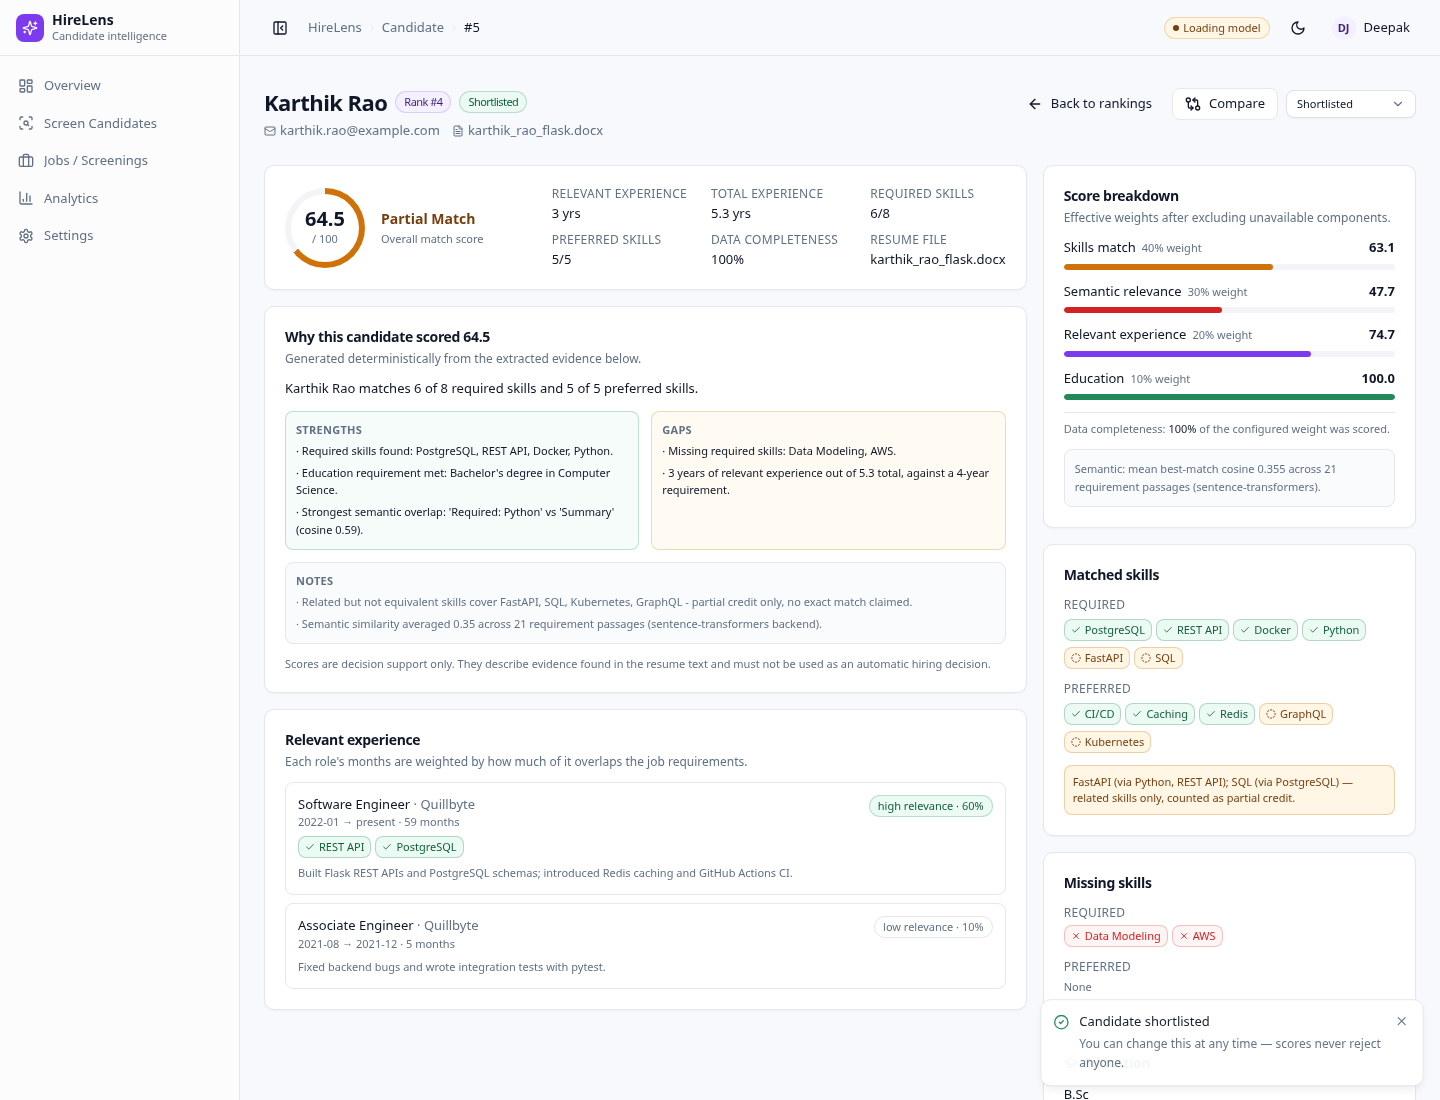 HireLens
Candidate intelligence
Overview
Screen Candidates
Jobs / Screenings
Analytics
Settings
HireLens › Candidate › #5
Loading model
DJ Deepak
Karthik Rao Rank #4 Shortlisted
karthik.rao@example.com karthik_rao_flask.docx
Back to rankings
Compare
Shortlisted
64.5
/ 100
Partial Match
Overall match score
RELEVANT EXPERIENCE
3 yrs
TOTAL EXPERIENCE
5.3 yrs
REQUIRED SKILLS
6/8
PREFERRED SKILLS
5/5
DATA COMPLETENESS
100%
RESUME FILE
karthik_rao_flask.docx
Why this candidate scored 64.5
Generated deterministically from the extracted evidence below.
Karthik Rao matches 6 of 8 required skills and 5 of 5 preferred skills.
STRENGTHS
· Required skills found: PostgreSQL, REST API, Docker, Python.
· Education requirement met: Bachelor's degree in Computer
Science.
· Strongest semantic overlap: 'Required: Python' vs 'Summary'
(cosine 0.59).
GAPS
· Missing required skills: Data Modeling, AWS.
· 3 years of relevant experience out of 5.3 total, against a 4-year
requirement.
NOTES
· Related but not equivalent skills cover FastAPI, SQL, Kubernetes, GraphQL - partial credit only, no exact match claimed.
· Semantic similarity averaged 0.35 across 21 requirement passages (sentence-transformers backend).
Scores are decision support only. They describe evidence found in the resume text and must not be used as an automatic hiring decision.
Relevant experience
Each role's months are weighted by how much of it overlaps the job requirements.
Software Engineer · Quillbyte
high relevance · 60%
2022-01 → present · 59 months
REST API PostgreSQL
Built Flask REST APIs and PostgreSQL schemas; introduced Redis caching and GitHub Actions CI.
Associate Engineer · Quillbyte
low relevance · 10%
2021-08 → 2021-12 · 5 months
Fixed backend bugs and wrote integration tests with pytest.
Score breakdown
Effective weights after excluding unavailable components.
Skills match 40% weight 63.1
Semantic relevance 30% weight 47.7
Relevant experience 20% weight 74.7
Education 10% weight 100.0
Data completeness: 100% of the configured weight was scored.
Semantic: mean best-match cosine 0.355 across 21
requirement passages (sentence-transformers).
Matched skills
REQUIRED
PostgreSQL REST API Docker Python
FastAPI SQL
PREFERRED
CI/CD Caching Redis GraphQL
Kubernetes
FastAPI (via Python, REST API); SQL (via PostgreSQL) —
related skills only, counted as partial credit.
Missing skills
REQUIRED
Data Modeling AWS
PREFERRED
None
Candidate shortlisted
You can change this at any time — scores never reject
anyone.
B.Sc